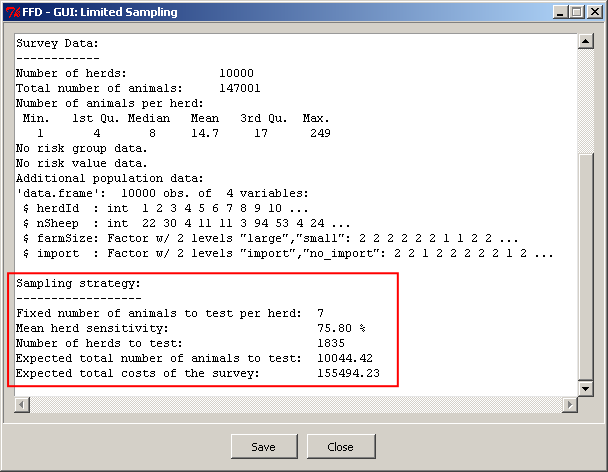 FFD - GUI: Limited Sampling
Survey Data:
------------
Number of herds:             10000
Total number of animals:     147001
Number of animals per herd:
 Min.   1st Qu. Median   Mean   3rd Qu.  Max.
   1       4       8     14.7     17     249
No risk group data.
No risk value data.
Additional population data:
'data.frame':  10000 obs. of  4 variables:
 $ herdId  : int  1 2 3 4 5 6 7 8 9 10 ...
 $ nSheep  : int  22 30 4 11 11 3 94 53 4 24 ...
 $ farmSize: Factor w/ 2 levels "large","small": 2 2 2 2 2 2 1 1 2 2 ...
 $ import  : Factor w/ 2 levels "import","no_import": 2 2 1 2 2 2 2 2 1 2 ...
Sampling strategy:
------------------
Fixed number of animals to test per herd:  7
Mean herd sensitivity:                     75.80 %
Number of herds to test:                   1835
Expected total number of animals to test:  10044.42
Expected total costs of the survey:        155494.23
Save
Close